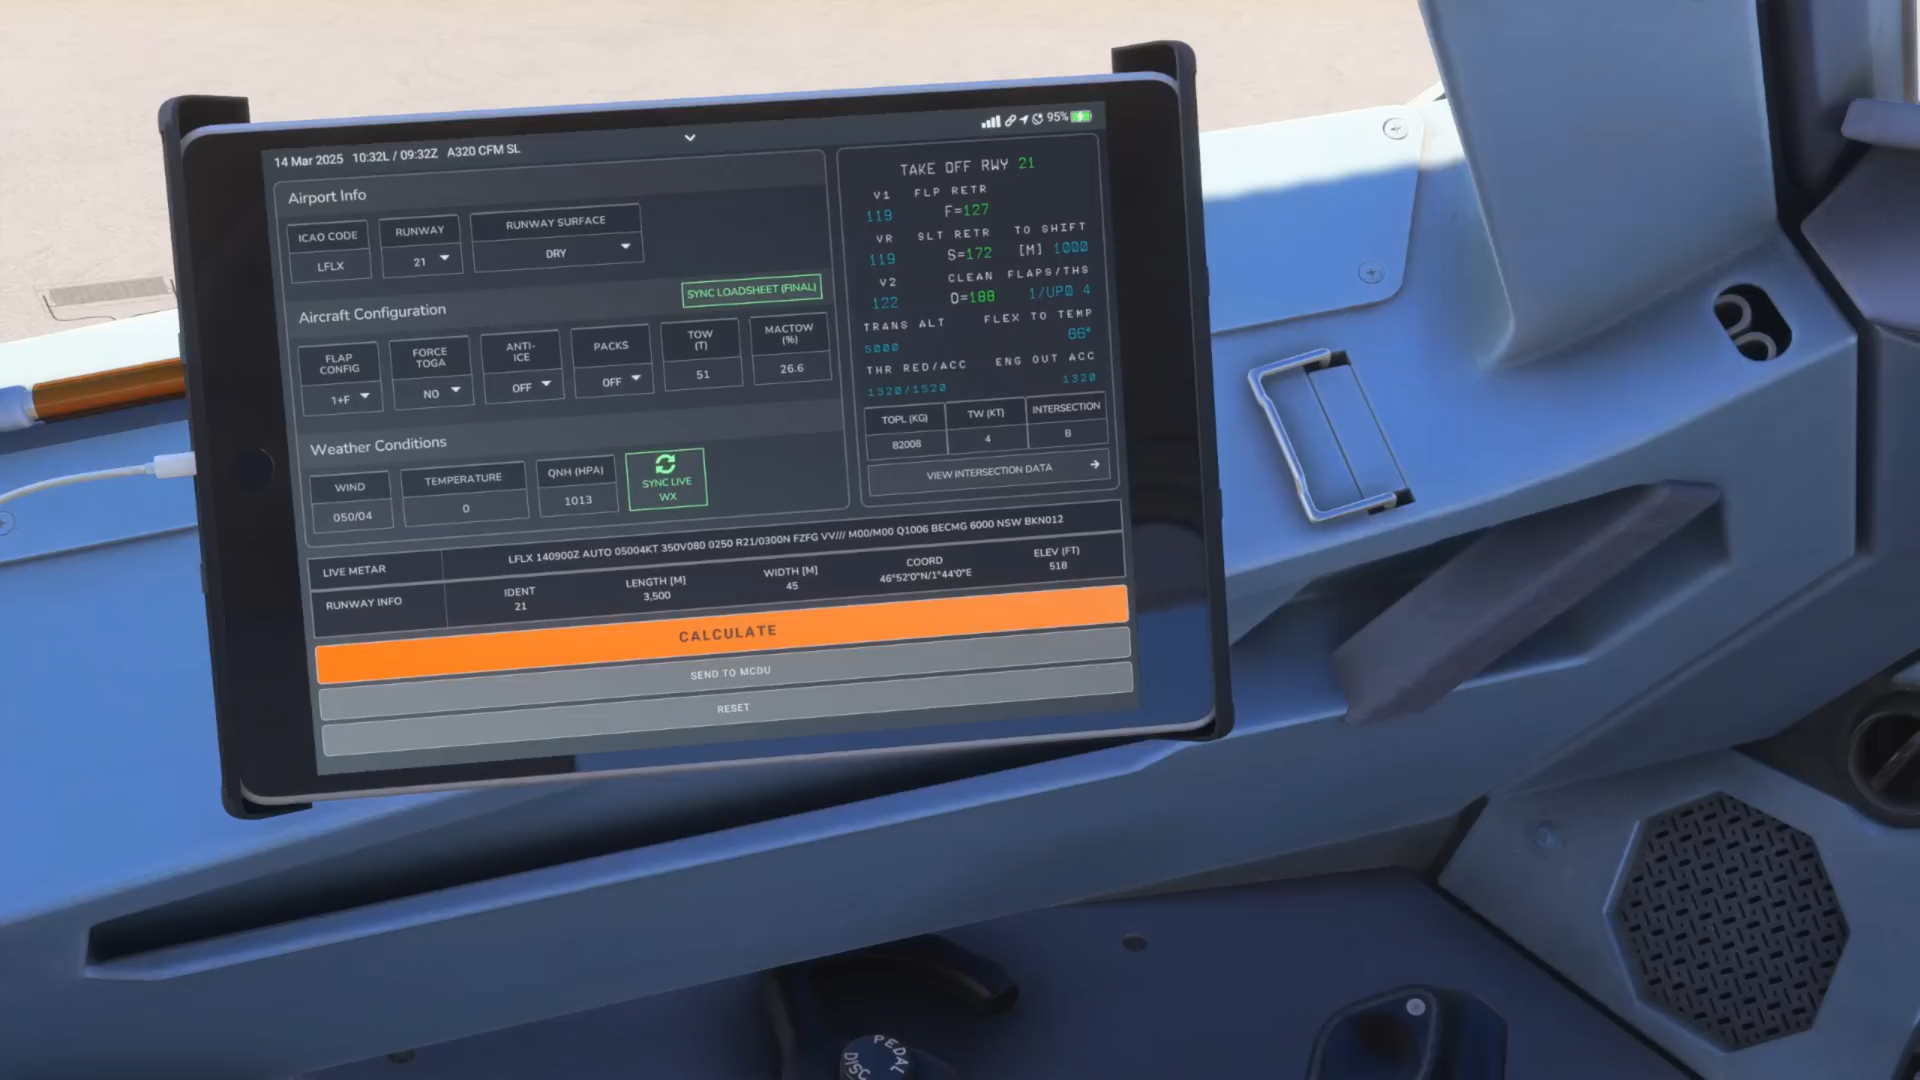 14 Mar 2025 10:32L / 09:32Z A320 CFM SL
95%
Airport Info
ICAO CODE
LFLX
RUNWAY
21
RUNWAY SURFACE
DRY
SYNC LOADSHEET (FINAL)
Aircraft Configuration
FLAP CONFIG
1+F
FORCE TOGA
NO
ANTI-ICE
OFF
PACKS
OFF
TOW (T)
51
MACTOW (%)
26.6
Weather Conditions
WIND
050/04
TEMPERATURE
0
QNH (HPA)
1013
SYNC LIVE WX
TAKE OFF RWY 21
V1 FLP RETR
119 F=127
VR SLT RETR TO SHIFT
119 S=172 [M] 1000
V2 CLEAN FLAPS/THS
122 O=188 1/UP0 4
TRANS ALT FLEX TO TEMP
5000 66°
THR RED/ACC ENG OUT ACC
1320/1520 1320
TOPL (KG) TW (KT) INTERSECTION
82008 4 B
VIEW INTERSECTION DATA
LIVE METAR LFLX 140900Z AUTO 05004KT 350V080 0250 R21/0300N FZFG VV/// M00/M00 Q1006 BECMG 6000 NSW BKN012
RUNWAY INFO
IDENT
21
LENGTH [M]
3,500
WIDTH [M]
45
COORD
46°52'0"N/1°44'0"E
ELEV (FT)
518
CALCULATE
SEND TO MCDU
RESET
PEDAL
DISC